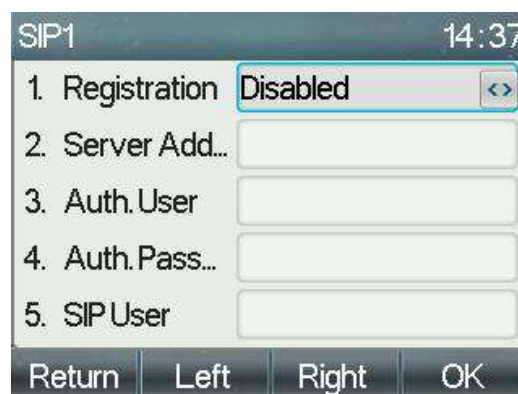 SIP1 14:37
1. Registration Disabled <>
2. Server Add...
3. Auth.User
4. Auth.Pass...
5. SIP User
Return Left Right OK